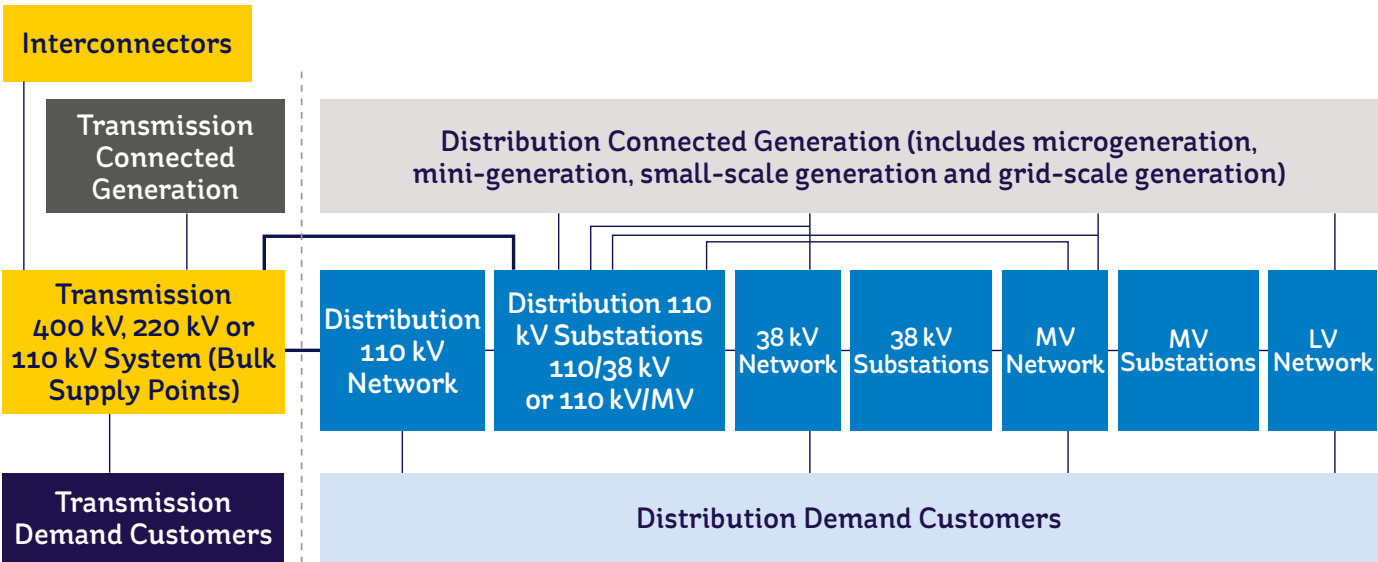 Interconnectors
Transmission
Connected
Generation
Distribution Connected Generation (includes microgeneration,
mini-generation, small-scale generation and grid-scale generation)
Transmission
400 kV, 220 kV or
110 kV System (Bulk
Supply Points)
Distribution
110 kV
Network
Distribution 110
kV Substations
110/38 kV
or 110 kV/MV
38 kV
Network
38 kV
Substations
MV
Network
MV
Substations
LV
Network
Transmission
Demand Customers
Distribution Demand Customers